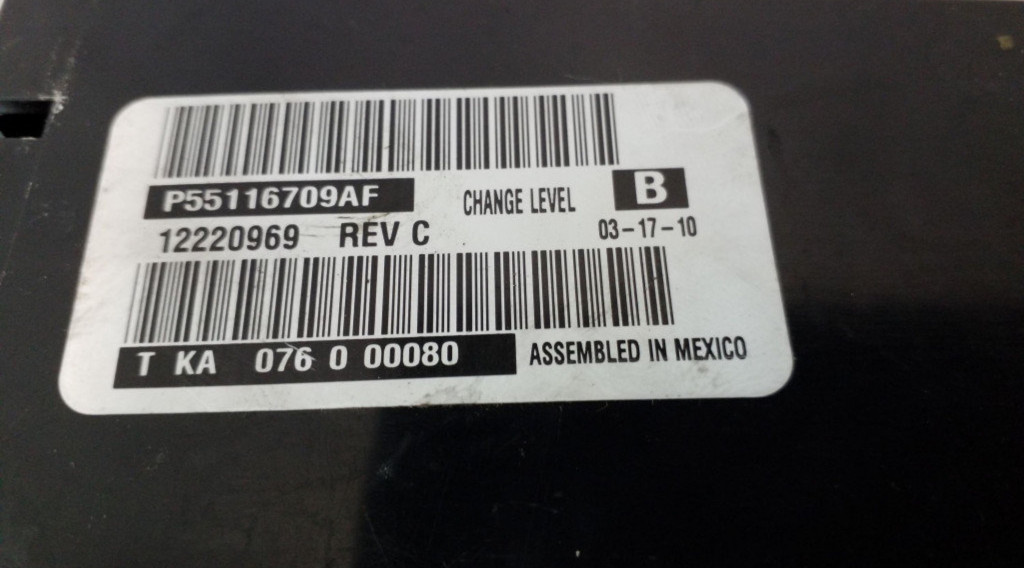 P55116709AF CHANGE LEVEL B
12220969 REV C 03-17-10
T KA 076 0 00080 ASSEMBLED IN MEXICO